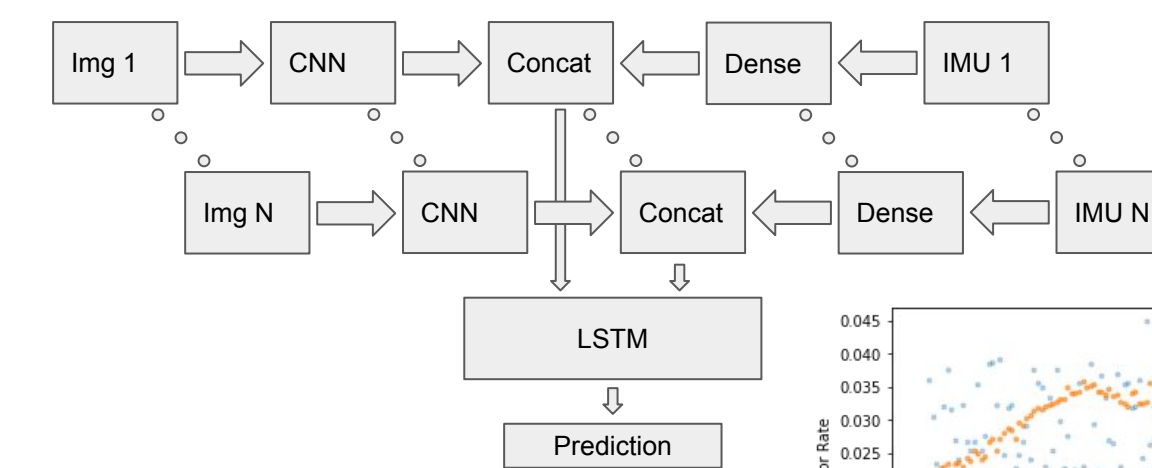 Img 1 CNN Concat Dense IMU 1
Img N CNN Concat Dense IMU N
LSTM
Prediction
0.045
0.040
0.035
0.030
0.025
Rate